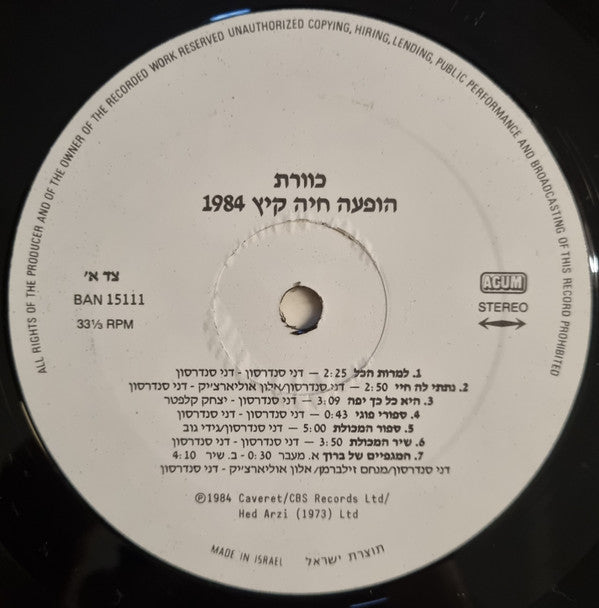 ALL RIGHTS OF THE PRODUCER AND OF THE OWNER OF THE RECORDED WORK RESERVED UNAUTHORIZED COPYING, HIRING, LENDING, PUBLIC PERFORMANCE AND BROADCASTING OF THIS RECORD PROHIBITED
כוורת
הופעה חיה קיץ 1984
צד א׳
BAN 15111
33⅓ RPM
ACUM
STEREO
1. למרות הכל 2:25 — דני סנדרסון - דני סנדרסון
2. נתתי לה חיי 2:50 — דני סנדרסון/אלון אוליארצ׳יק - דני סנדרסון
3. היא כל כך יפה 3:09 — דני סנדרסון - יצחק קלפטר
4. ספורי פוגי 0:43 — דני סנדרסון - דני סנדרסון
5. ספור המכולת 5:00 — דני סנדרסון/גידי גוב
6. שיר המכולת 3:50 — דני סנדרסון - דני סנדרסון
7. המגפיים של ברוך א. מעבר 0:30 - ב. שיר 4:10
דני סנדרסון/מנחם זילברמן/אלון אוליארצ׳יק - דני סנדרסון
℗1984 Caveret/CBS Records Ltd/
Hed Arzi (1973) Ltd
MADE IN ISRAEL תוצרת ישראל